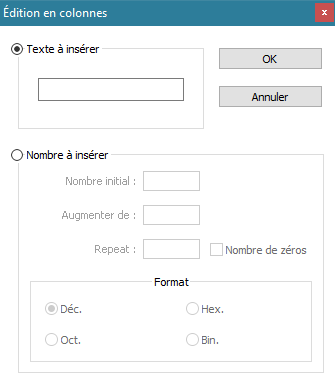 Édition en colonnes
x
Texte à insérer
OK
Annuler
Nombre à insérer
Nombre initial :
Augmenter de :
Repeat :
Nombre de zéros
Format
Déc.
Hex.
Oct.
Bin.